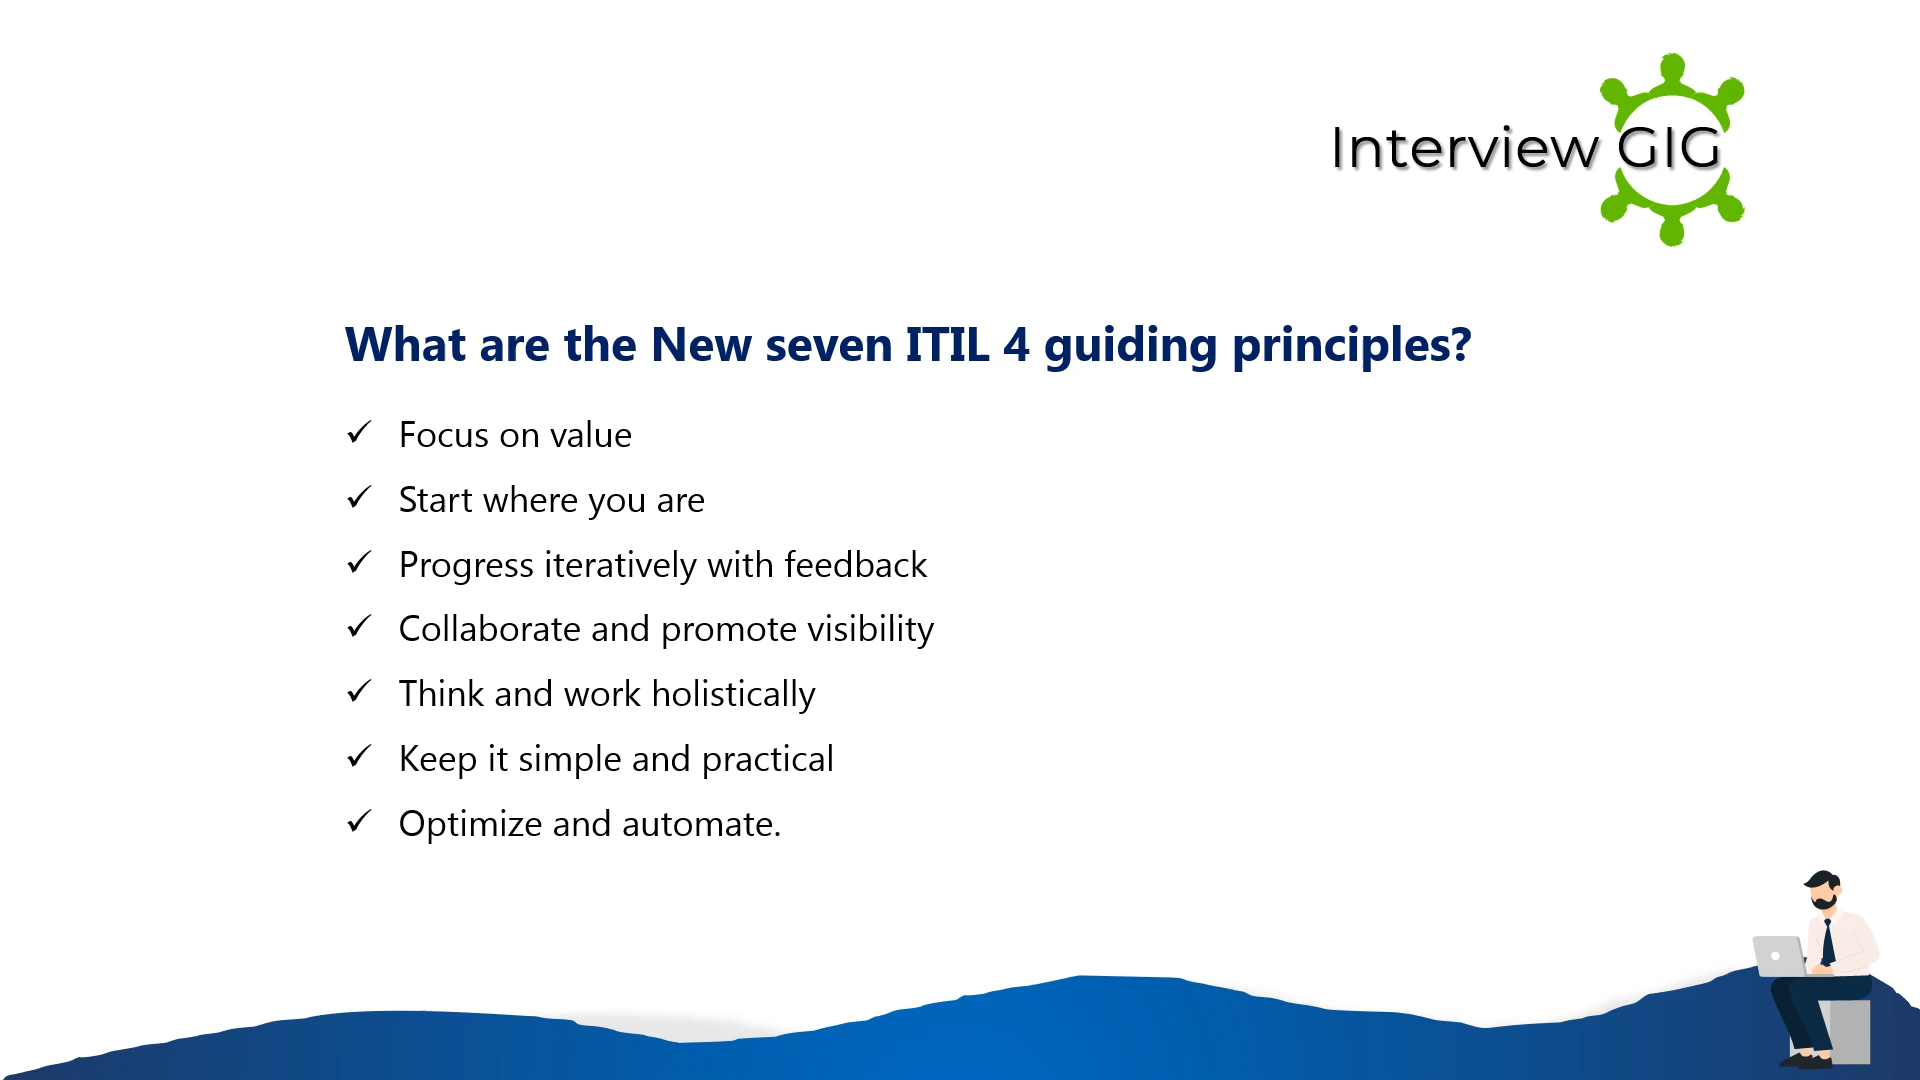 Interview GIG
What are the New seven ITIL 4 guiding principles?
✓ Focus on value
✓ Start where you are
✓ Progress iteratively with feedback
✓ Collaborate and promote visibility
✓ Think and work holistically
✓ Keep it simple and practical
✓ Optimize and automate.